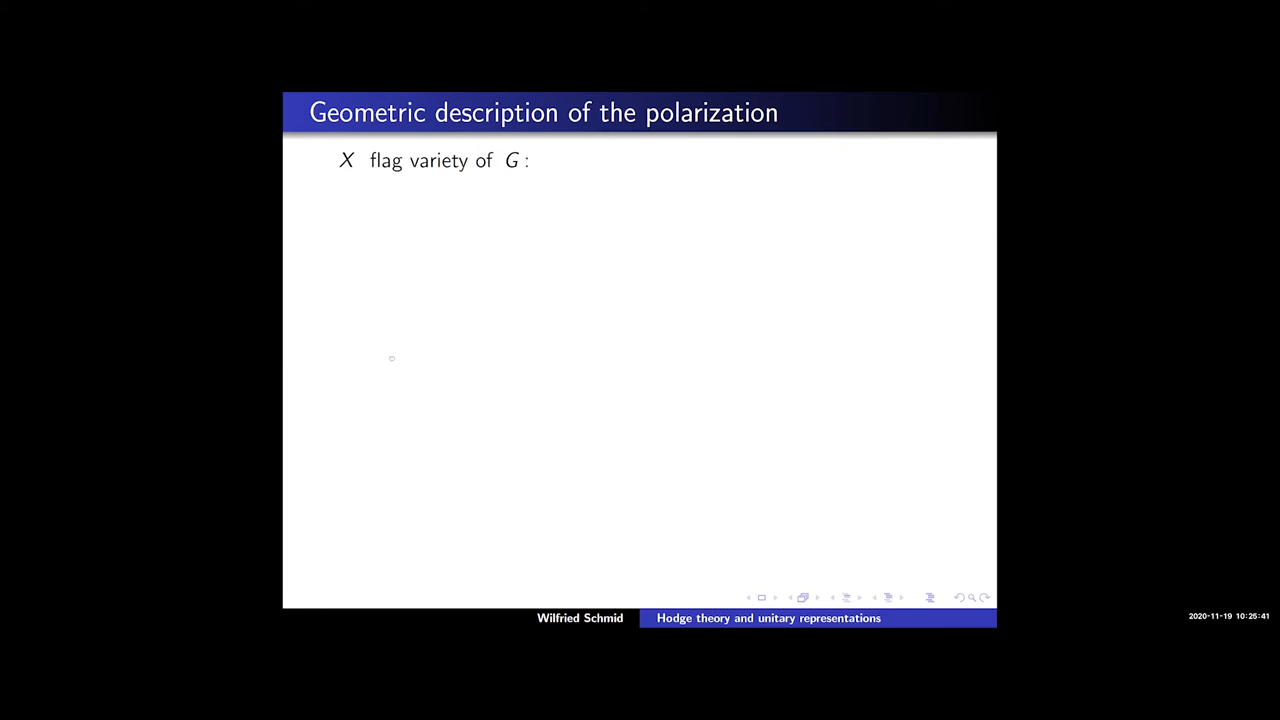 Geometric description of the polarization
X flag variety of G :
Wilfried Schmid
Hodge theory and unitary representations
2020-11-19 10:25:41